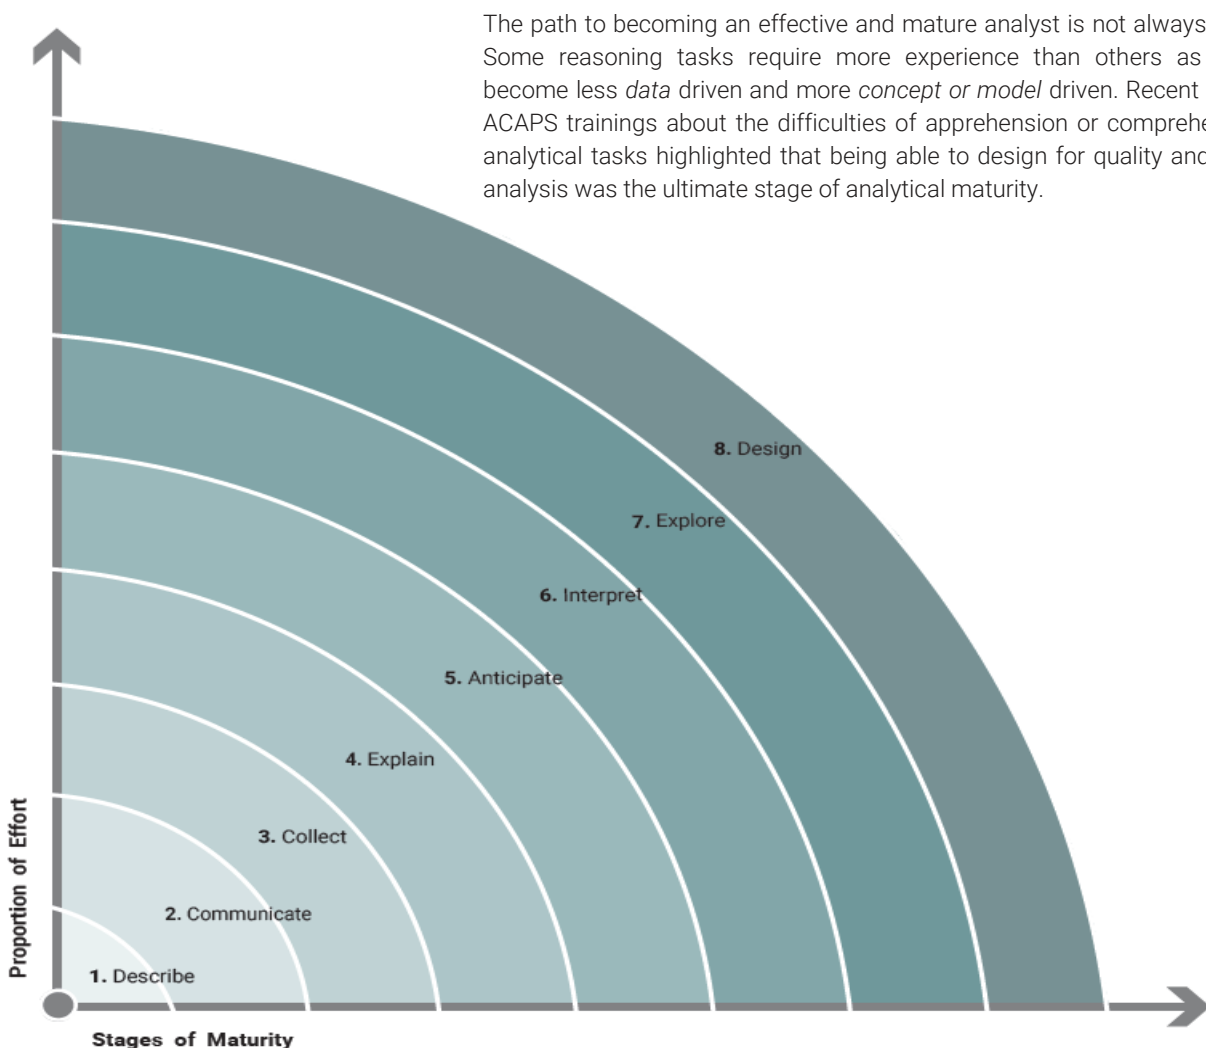 The path to becoming an effective and mature analyst is not always
Some reasoning tasks require more experience than others as
become less data driven and more concept or model driven. Recent
ACAPS trainings about the difficulties of apprehension or
analytical tasks highlighted that being able to design for quality and
analysis was the ultimate stage of analytical maturity.
8. Design
7. Explore
6. Interpret
5. Anticipate
4. Explain
3. Collect
2. Communicate
1. Describe
Proportion of Effort
Stages of Maturity